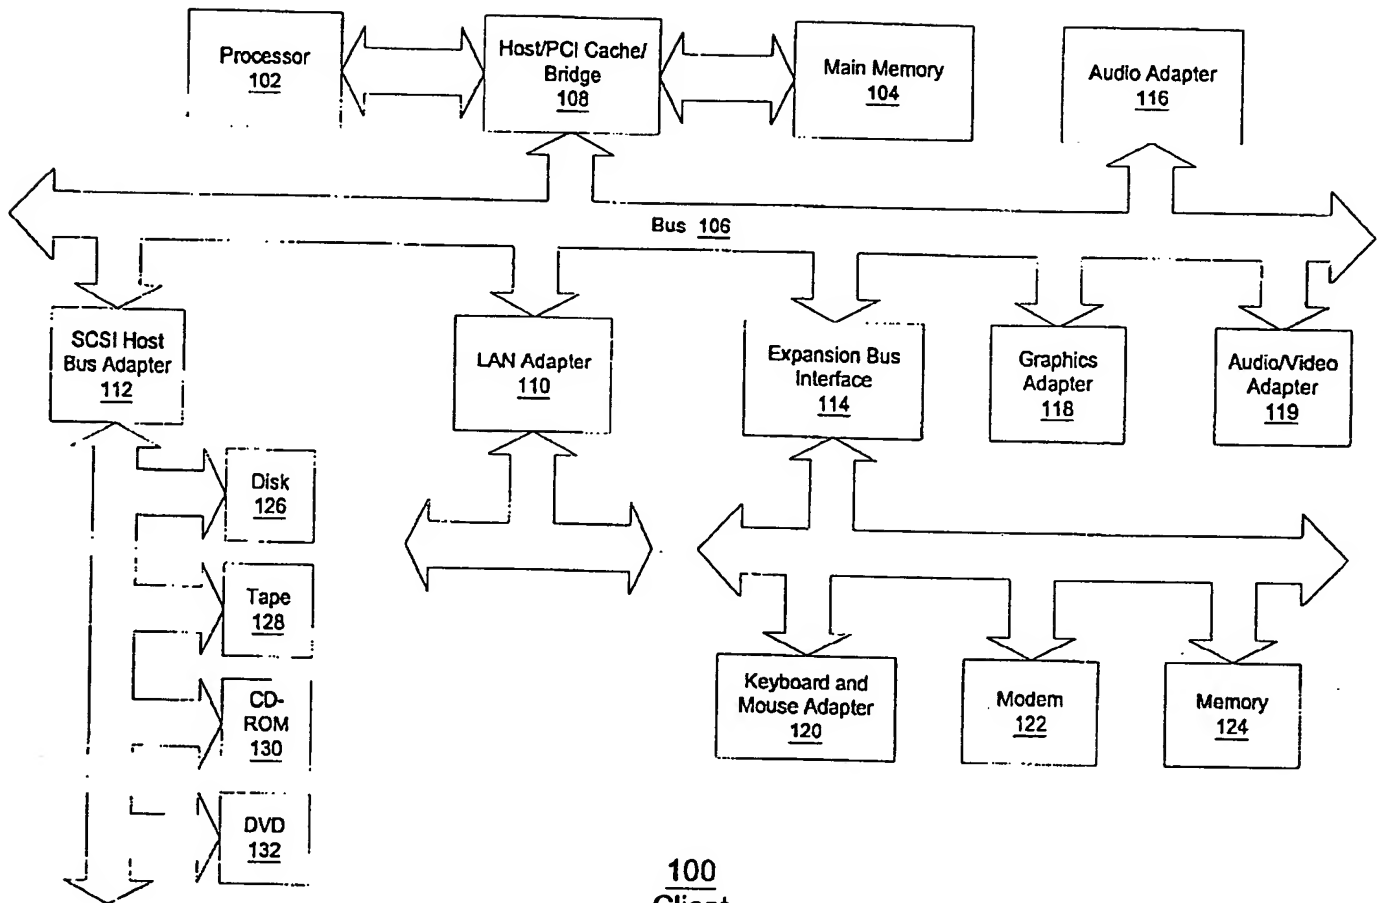 Processor
102
Host/PCI Cache/
Bridge
108
Main Memory
104
Audio Adapter
116
Bus 106
SCSI Host
Bus Adapter
112
LAN Adapter
110
Expansion Bus
Interface
114
Graphics
Adapter
118
Audio/Video
Adapter
119
Disk
126
Tape
128
CD-
ROM
130
DVD
132
Keyboard and
Mouse Adapter
120
Modem
122
Memory
124
100
Client